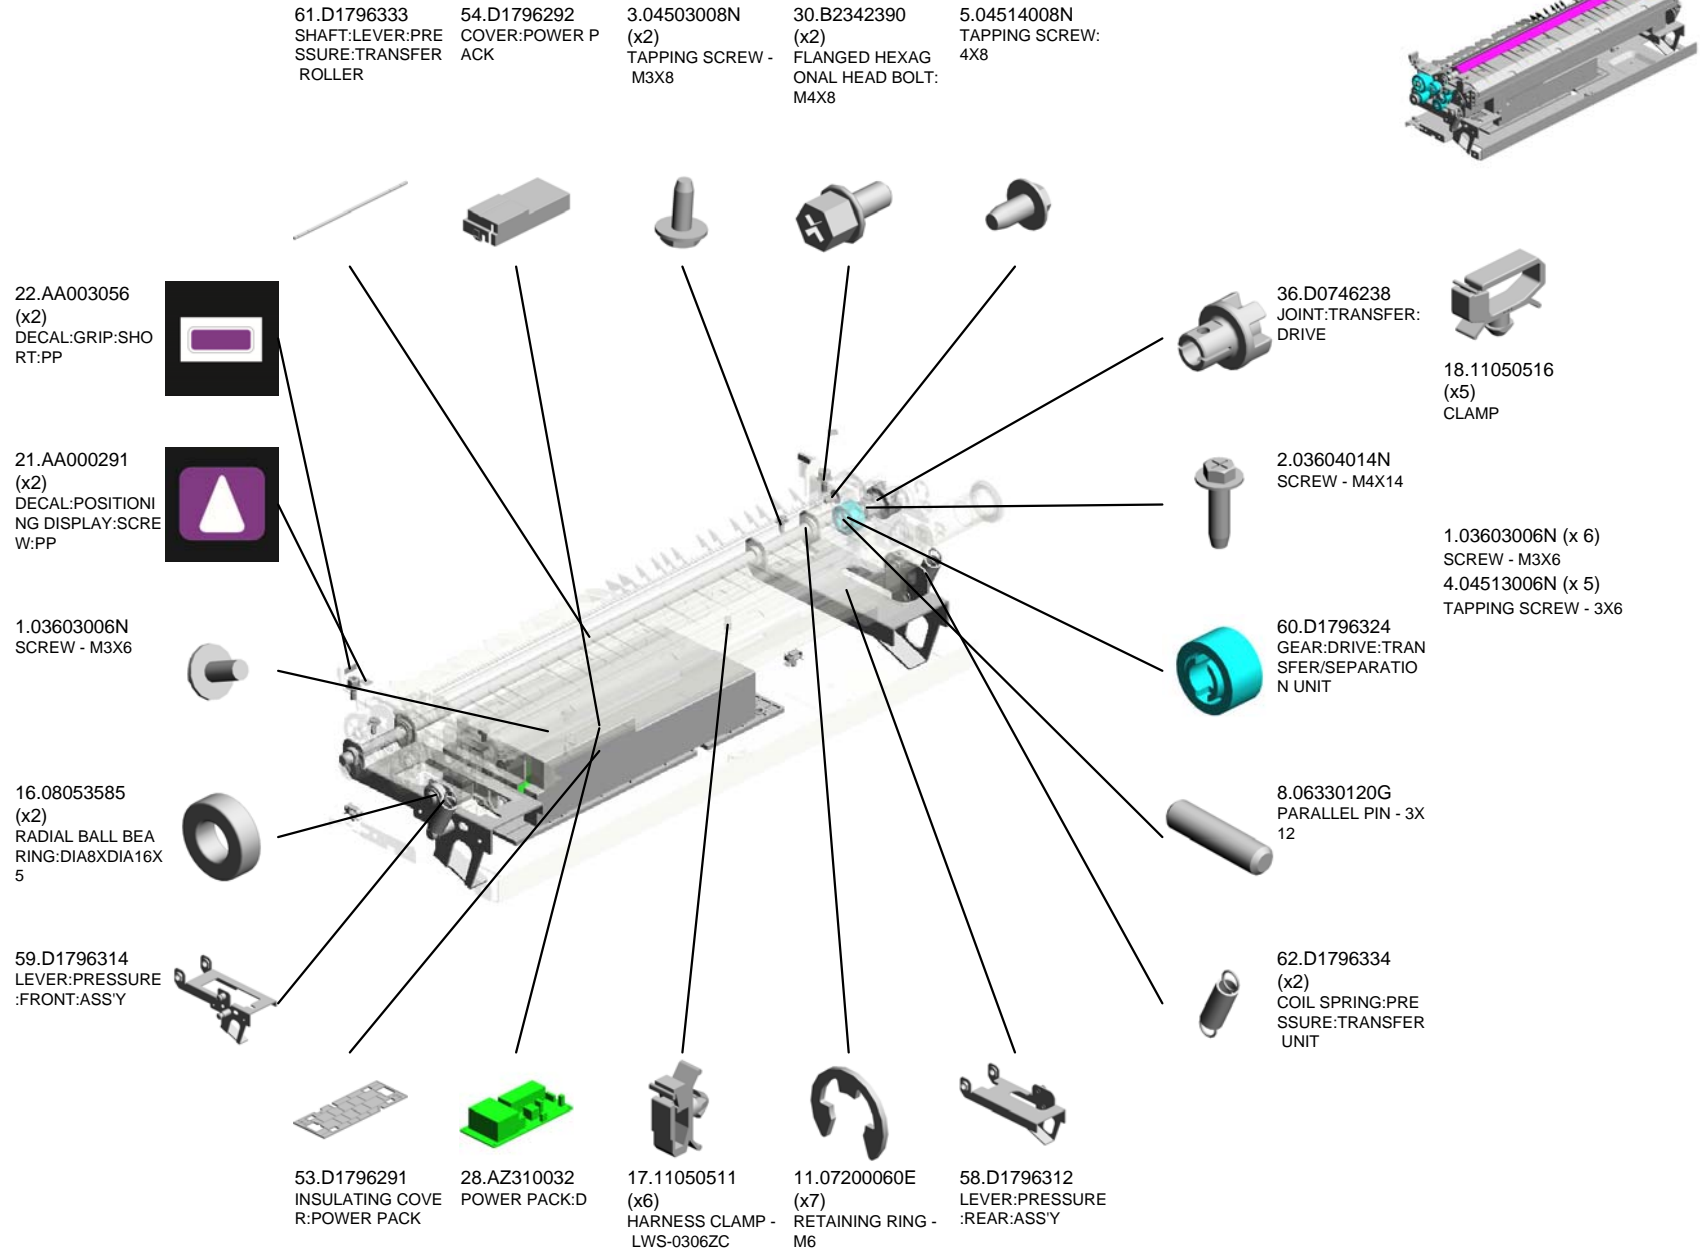 61.D1796333
SHAFT:LEVER:PRE
SSURE:TRANSFER
ROLLER
54.D1796292
COVER:POWER P
ACK
3.04503008N
(x2)
TAPPING SCREW -
M3X8
30.B2342390
(x2)
FLANGED HEXAG
ONAL HEAD BOLT:
M4X8
5.04514008N
TAPPING SCREW:
4X8
22.AA003056
(x2)
DECAL:GRIP:SHO
RT:PP
36.D0746238
JOINT:TRANSFER:
DRIVE
18.11050516
(x5)
CLAMP
21.AA000291
(x2)
DECAL:POSITIONI
NG DISPLAY:SCRE
W:PP
2.03604014N
SCREW - M4X14
1.03603006N (x 6)
SCREW - M3X6
4.04513006N (x 5)
TAPPING SCREW - 3X6
1.03603006N
SCREW - M3X6
60.D1796324
GEAR:DRIVE:TRAN
SFER/SEPARATIO
N UNIT
16.08053585
(x2)
RADIAL BALL BEA
RING:DIA8XDIA16X
5
8.06330120G
PARALLEL PIN - 3X
12
59.D1796314
LEVER:PRESSURE
:FRONT:ASS'Y
62.D1796334
(x2)
COIL SPRING:PRE
SSURE:TRANSFER
UNIT
53.D1796291
INSULATING COVE
R:POWER PACK
28.AZ310032
POWER PACK:D
17.11050511
(x6)
HARNESS CLAMP -
LWS-0306ZC
11.07200060E
(x7)
RETAINING RING -
M6
58.D1796312
LEVER:PRESSURE
:REAR:ASS'Y